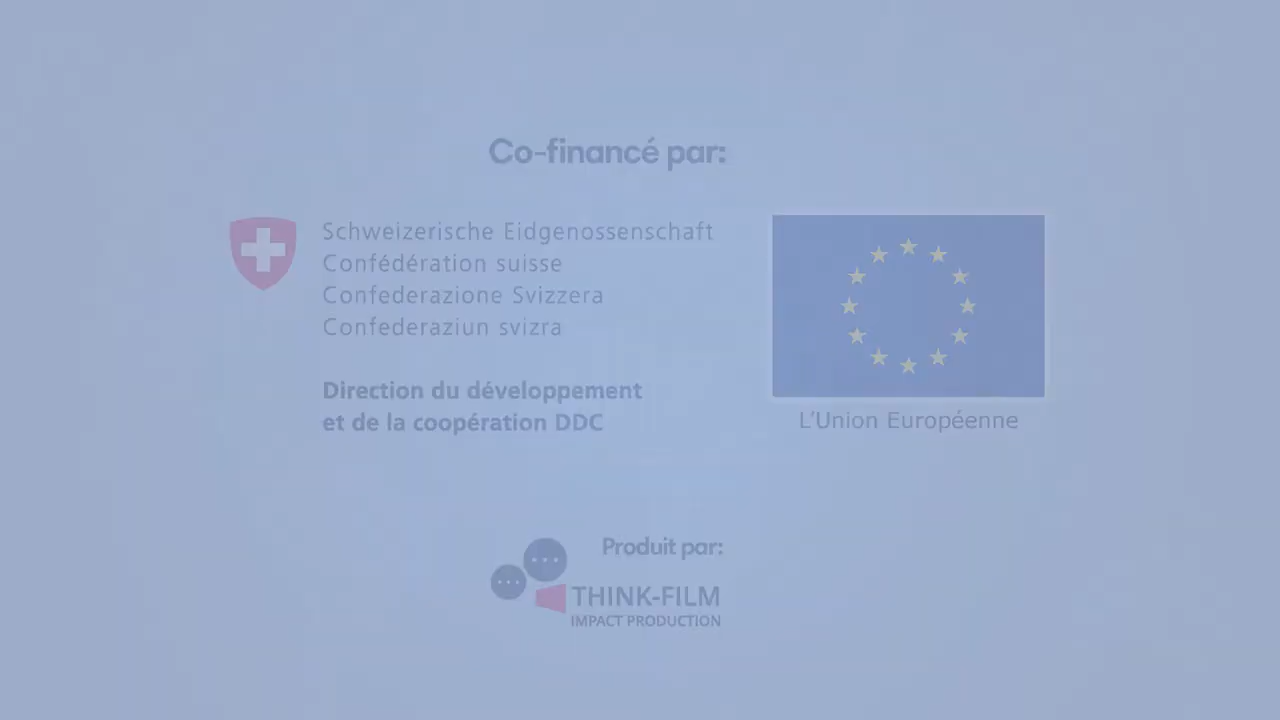 Co-financé par:
Schweizerische Eidgenossenschaft
Confédération suisse
Confederazione Svizzera
Confederaziun svizra
Direction du développement
et de la coopération DDC
L'Union Européenne
Produit par:
THINK-FILM
IMPACT PRODUCTION